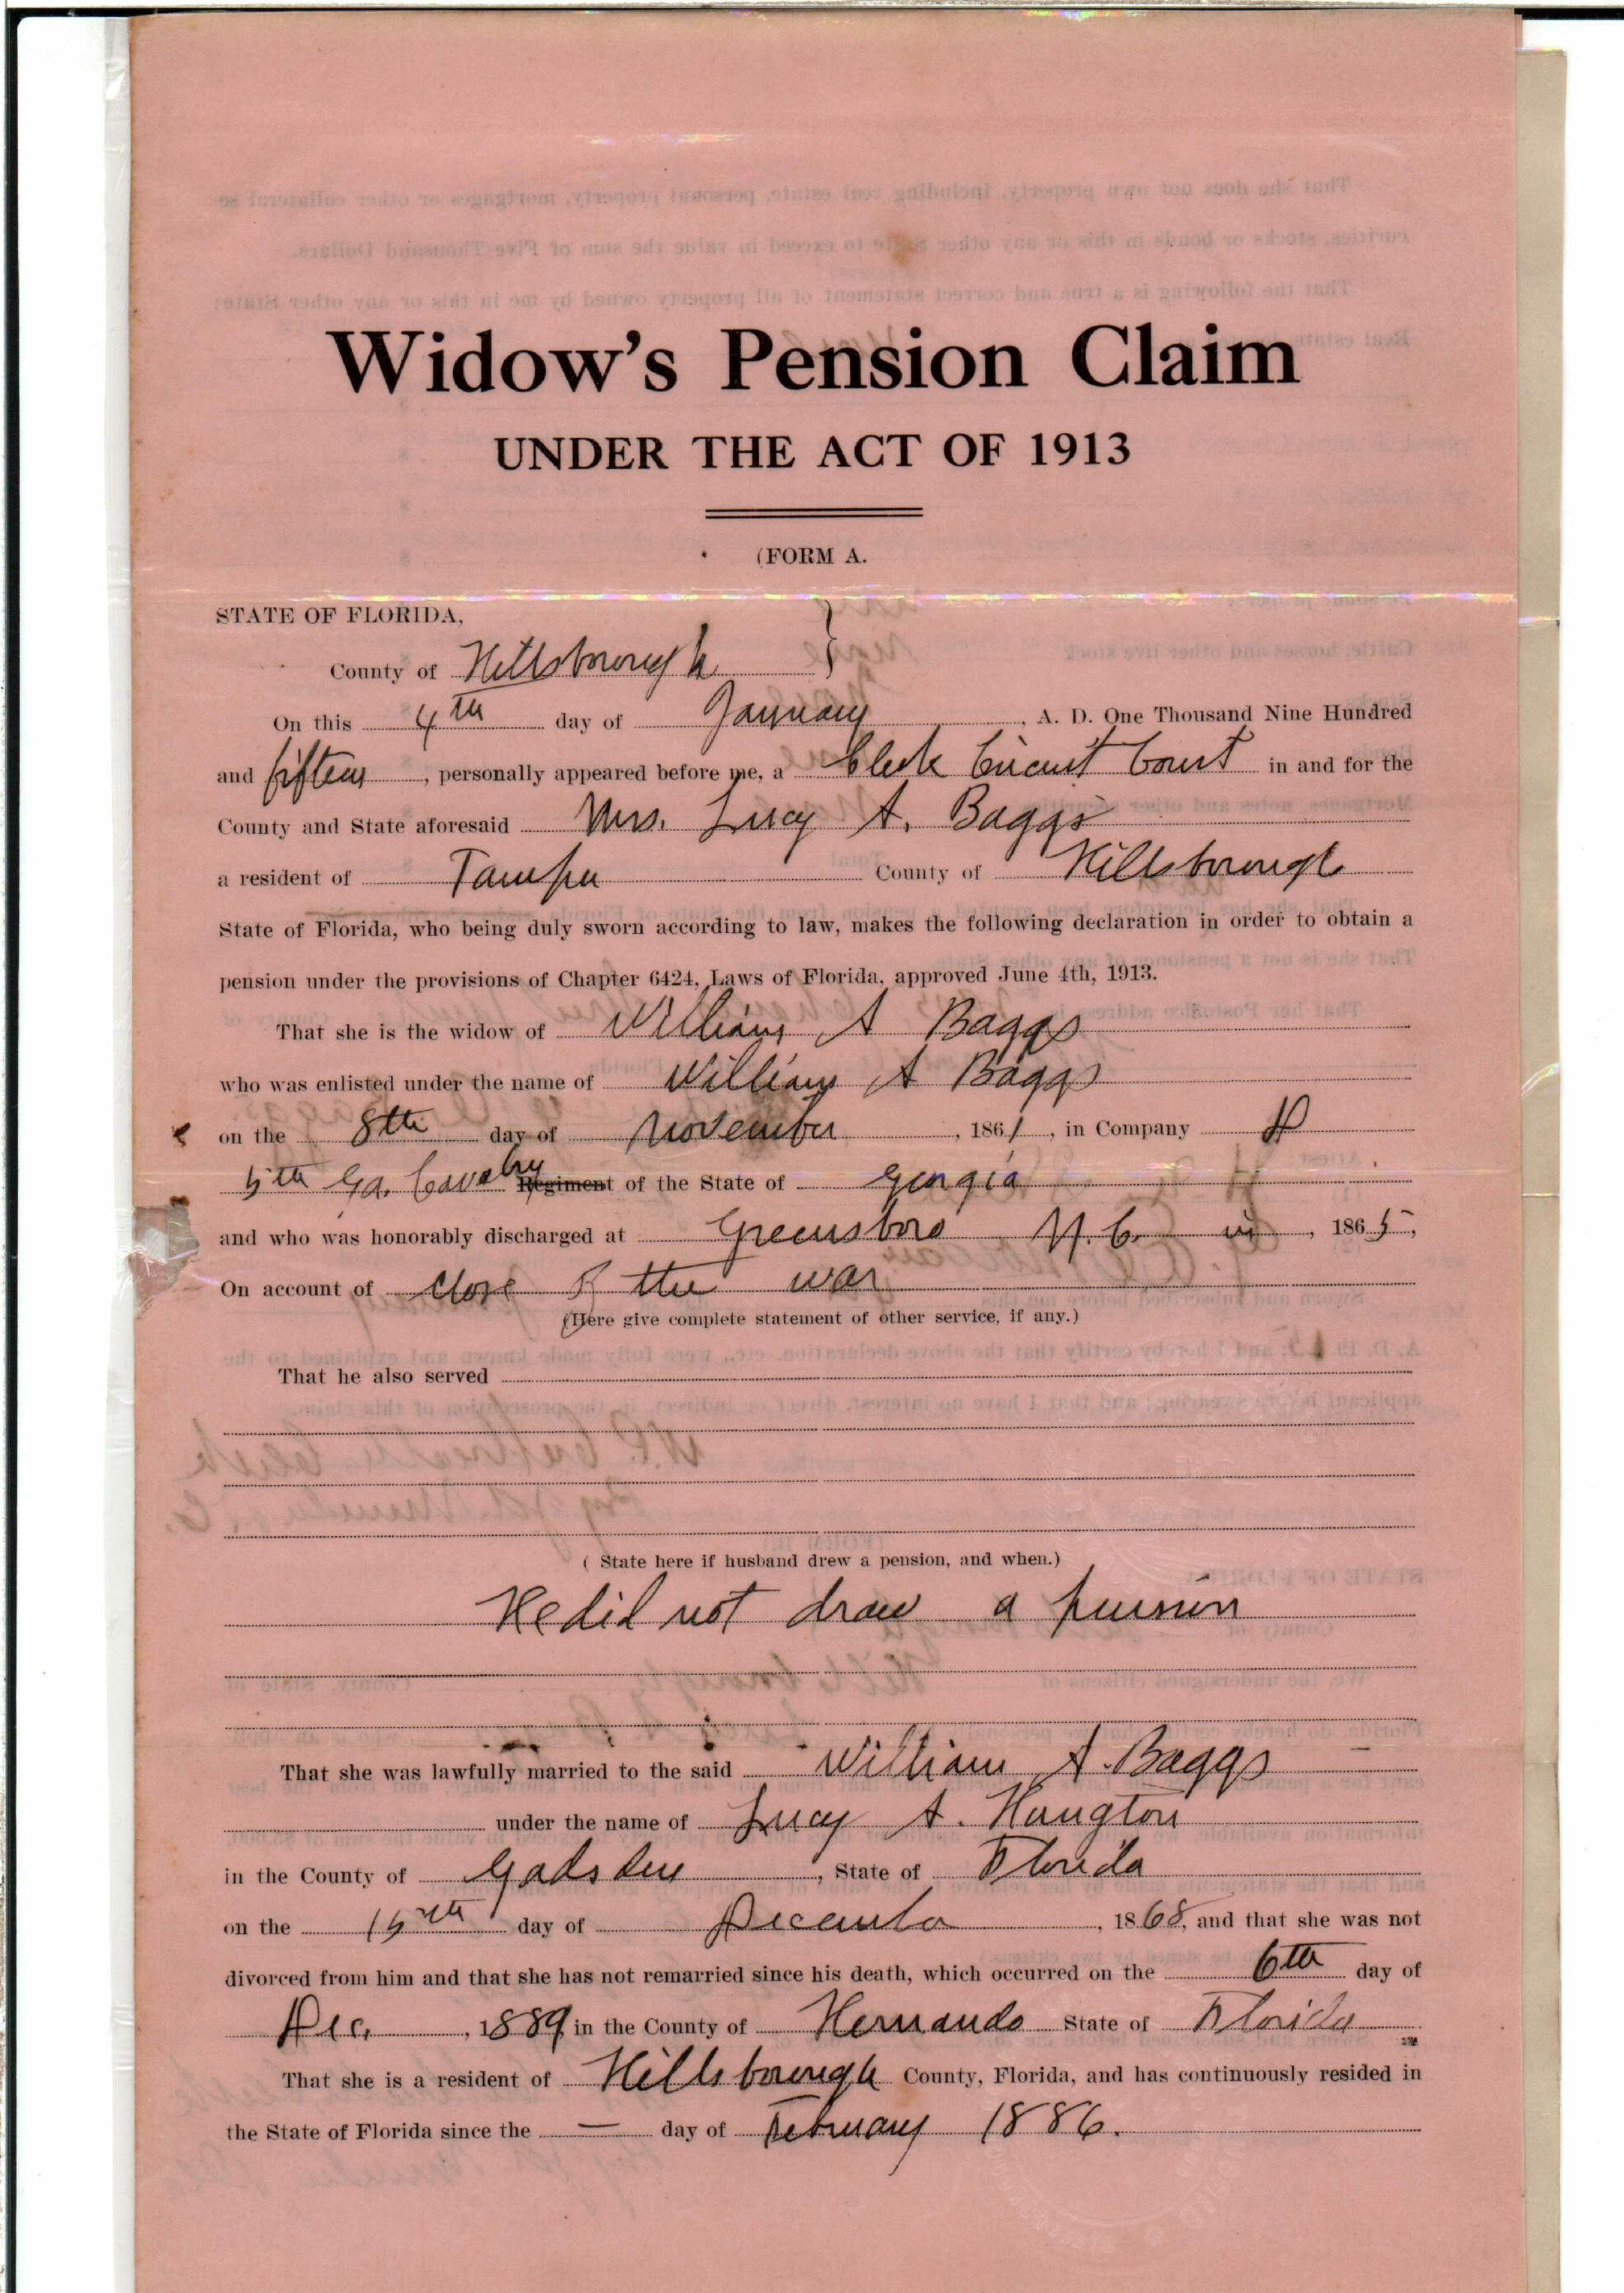 Widow's Pension Claim
UNDER THE ACT OF 1913
(FORM A.
STATE OF FLORIDA,
County of Hillsborough }
On this 4th day of January, A. D. One Thousand Nine Hundred
and fifteen, personally appeared before me, a Clerk Circuit Court in and for the
County and State aforesaid Mrs. Lucy A. Baggs
a resident of Tampa County of Hillsborough
State of Florida, who being duly sworn according to law, makes the following declaration in order to obtain a
pension under the provisions of Chapter 6424, Laws of Florida, approved June 4th, 1913.
That she is the widow of William A Baggs
who was enlisted under the name of William A Baggs
on the 8th day of November, 1861, in Company
5th Ga. Cavalry Regiment of the State of Georgia
and who was honorably discharged at Greensboro N.C. in, 1865,
On account of close of the war
(Here give complete statement of other service, if any.)
That he also served
( State here if husband drew a pension, and when.)
He did not draw a pension
That she was lawfully married to the said William A. Baggs
under the name of Lucy A. Hougton
in the County of Gadsden, State of Florida
on the day of December, 1868, and that she was not
divorced from him and that she has not remarried since his death, which occurred on the 6th day of
Dec., 1889, in the County of Hernando State of Florida
That she is a resident of Hillsborough County, Florida, and has continuously resided in
the State of Florida since the — day of February 1886.